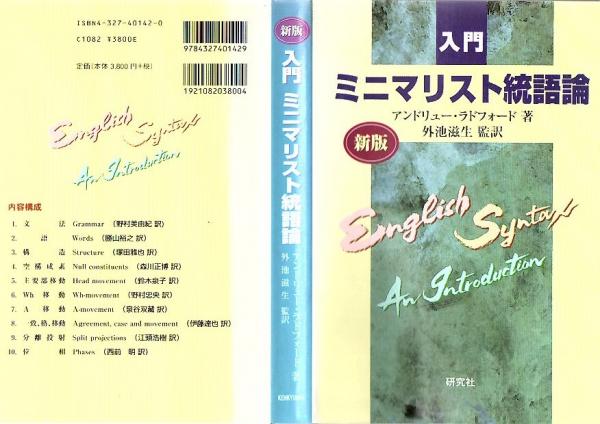 ISBN4-327-40142-0
C1082 ¥3800E
定価(本体3,800円+税)
9784327401429
1921082038004
English Syntax
An Introduction
内容構成
1. 文法 Grammar (野村美由紀 訳)
2. 語 Words (勝山裕之 訳)
3. 構造 Structure (塚田雅也 訳)
4. 空構成素 Null constituents (森川正博 訳)
5. 主要部移動 Head movement (鈴木泉子 訳)
6. Wh 移動 Wh-movement (野村忠央 訳)
7. A 移動 A-movement (泉谷双蔵 訳)
8. 一致,格,移動 Agreement, case and movement (伊藤達也 訳)
9. 分離投射 Split projections (江頭浩樹 訳)
10. 位相 Phases (西前 明 訳)
新版
入門 ミニマリスト統語論
アンドリュー・ラドフォード 著
外池滋生 監訳
KENKYUSHA
入門
ミニマリスト統語論
アンドリュー・ラドフォード 著
外池滋生 監訳
新版
English Syntax
An Introduction
研究社